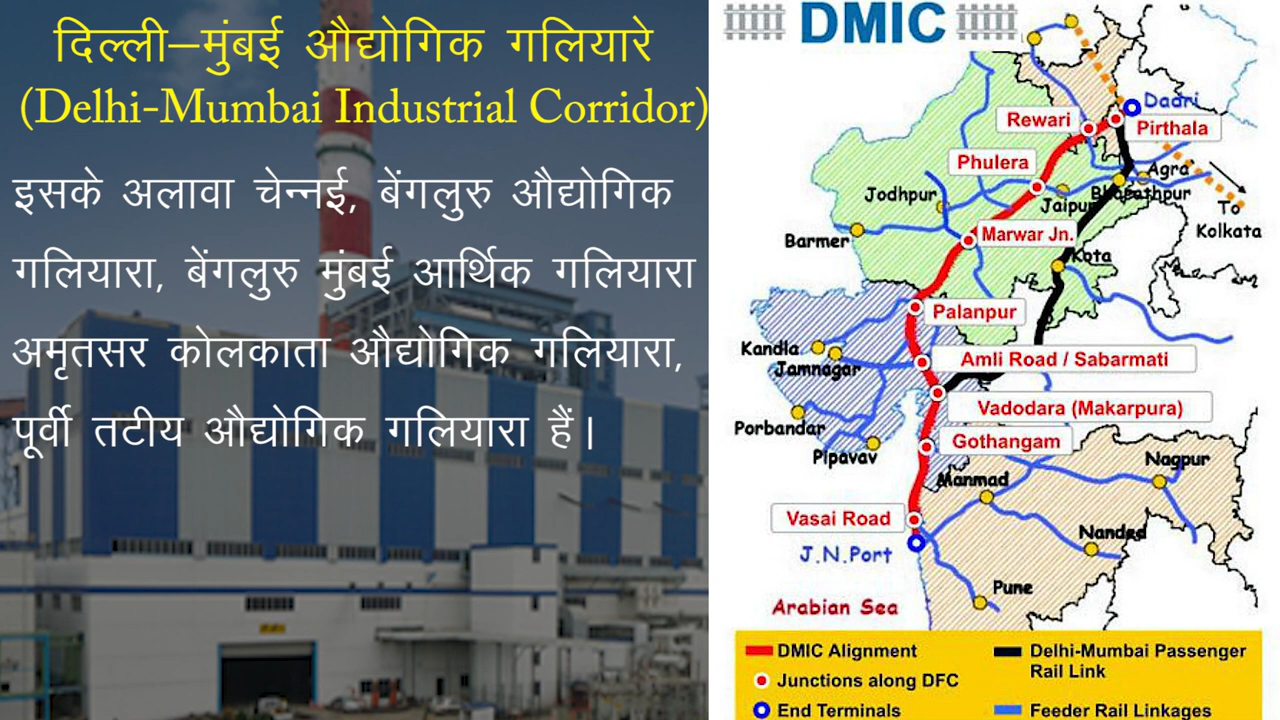 दिल्ली–मुंबई औद्योगिक गलियारे
(Delhi-Mumbai Industrial Corridor)
इसके अलावा चेन्नई, बेंगलुरु औद्योगिक
गलियारा, बेंगलुरु मुंबई आर्थिक गलियारा
अमृतसर कोलकाता औद्योगिक गलियारा,
पूर्वी तटीय औद्योगिक गलियारा हैं।
DMIC
Dadri
Rewari
Pirthala
Phulera
Agra
Jodhpur
Jaipur
Bharathpur
To
Kolkata
Barmer
Marwar Jn.
Kota
Palanpur
Kandla
Amli Road / Sabarmati
Jamnagar
Vadodara (Makarpura)
Porbandar
Gothangam
Pipavav
Nagpur
Manmad
Vasai Road
Nanded
J.N.Port
Pune
Arabian Sea
DMIC Alignment
Junctions along DFC
End Terminals
Delhi-Mumbai Passenger
Rail Link
Feeder Rail Linkages